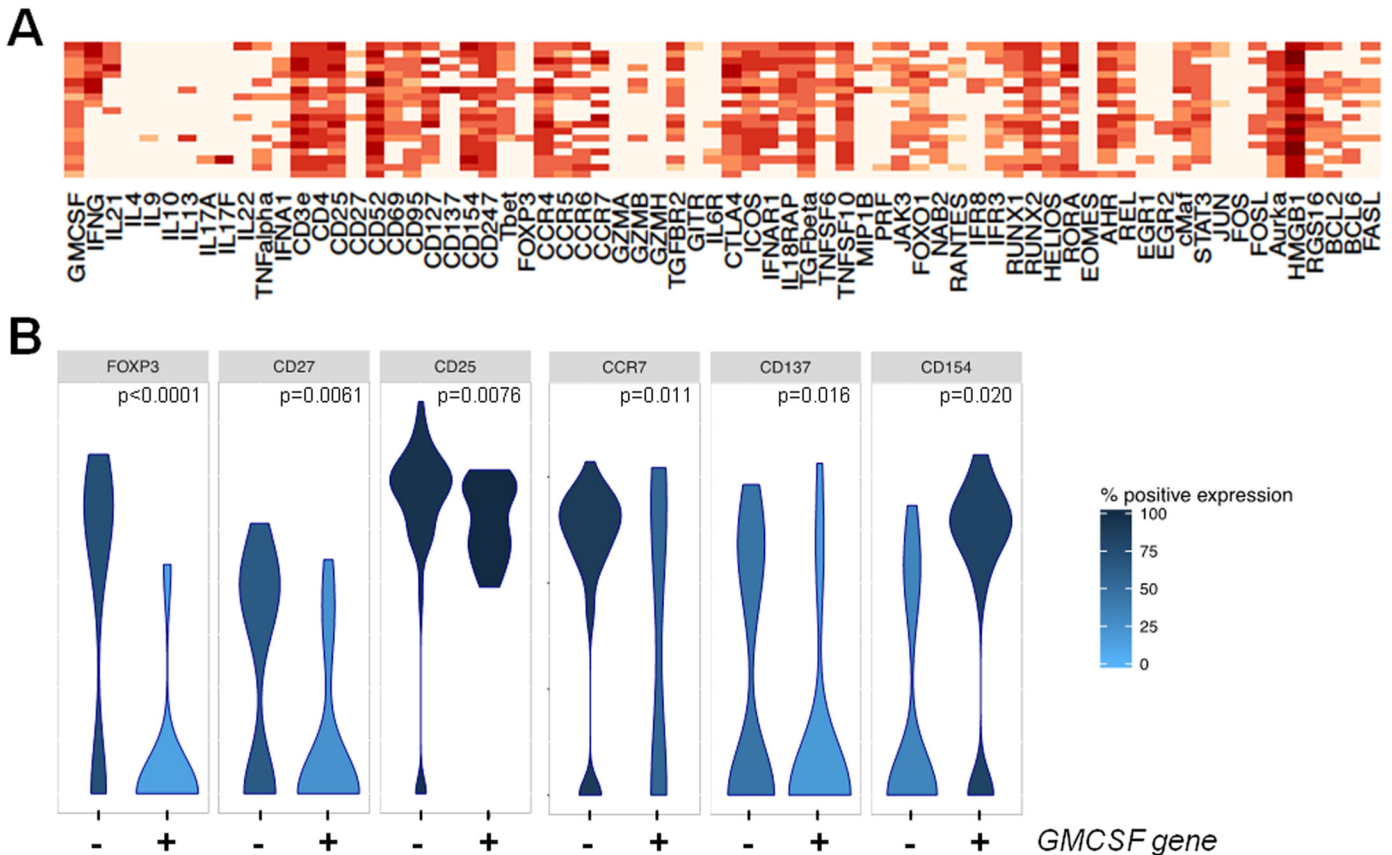 A
GMCSF IFNG IL21 IL4 IL9 IL10 IL13 IL17A IL17F IL22 TNFalpha IFNA1 CD3e CD4 CD25 CD27 CD52 CD69 CD95 CD127 CD137 CD154 CD247 Tbet FOXP3 CCR4 CCR5 CCR6 CCR7 GZMA GZMB GZMH TGFBR2 GITR IL6R CTLA4 ICOS IFNAR1 IL18RAP TGFbeta TNFSF6 TNFSF10 MIP1B PRF JAK3 FOXO1 NAB2 RANTES IFR8 IFR3 RUNX1 RUNX2 HELIOS RORA EOMES AHR REL EGR1 EGR2 cMaf STAT3 JUN FOS FOSL Aurka HMGB1 RGS16 BCL2 BCL6 FASL
B
FOXP3 CD27 CD25 CCR7 CD137 CD154
p<0.0001 p=0.0061 p=0.0076 p=0.011 p=0.016 p=0.020
% positive expression
100
75
50
25
0
- + - + - + - + - + - + GMCSF gene